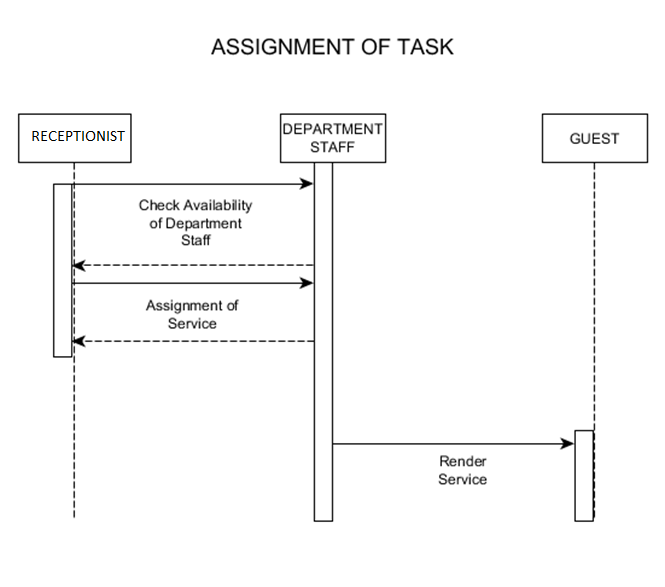 ASSIGNMENT OF TASK
RECEPTIONIST
DEPARTMENT
STAFF
GUEST
Check Availability
of Department
Staff
Assignment of
Service
Render
Service